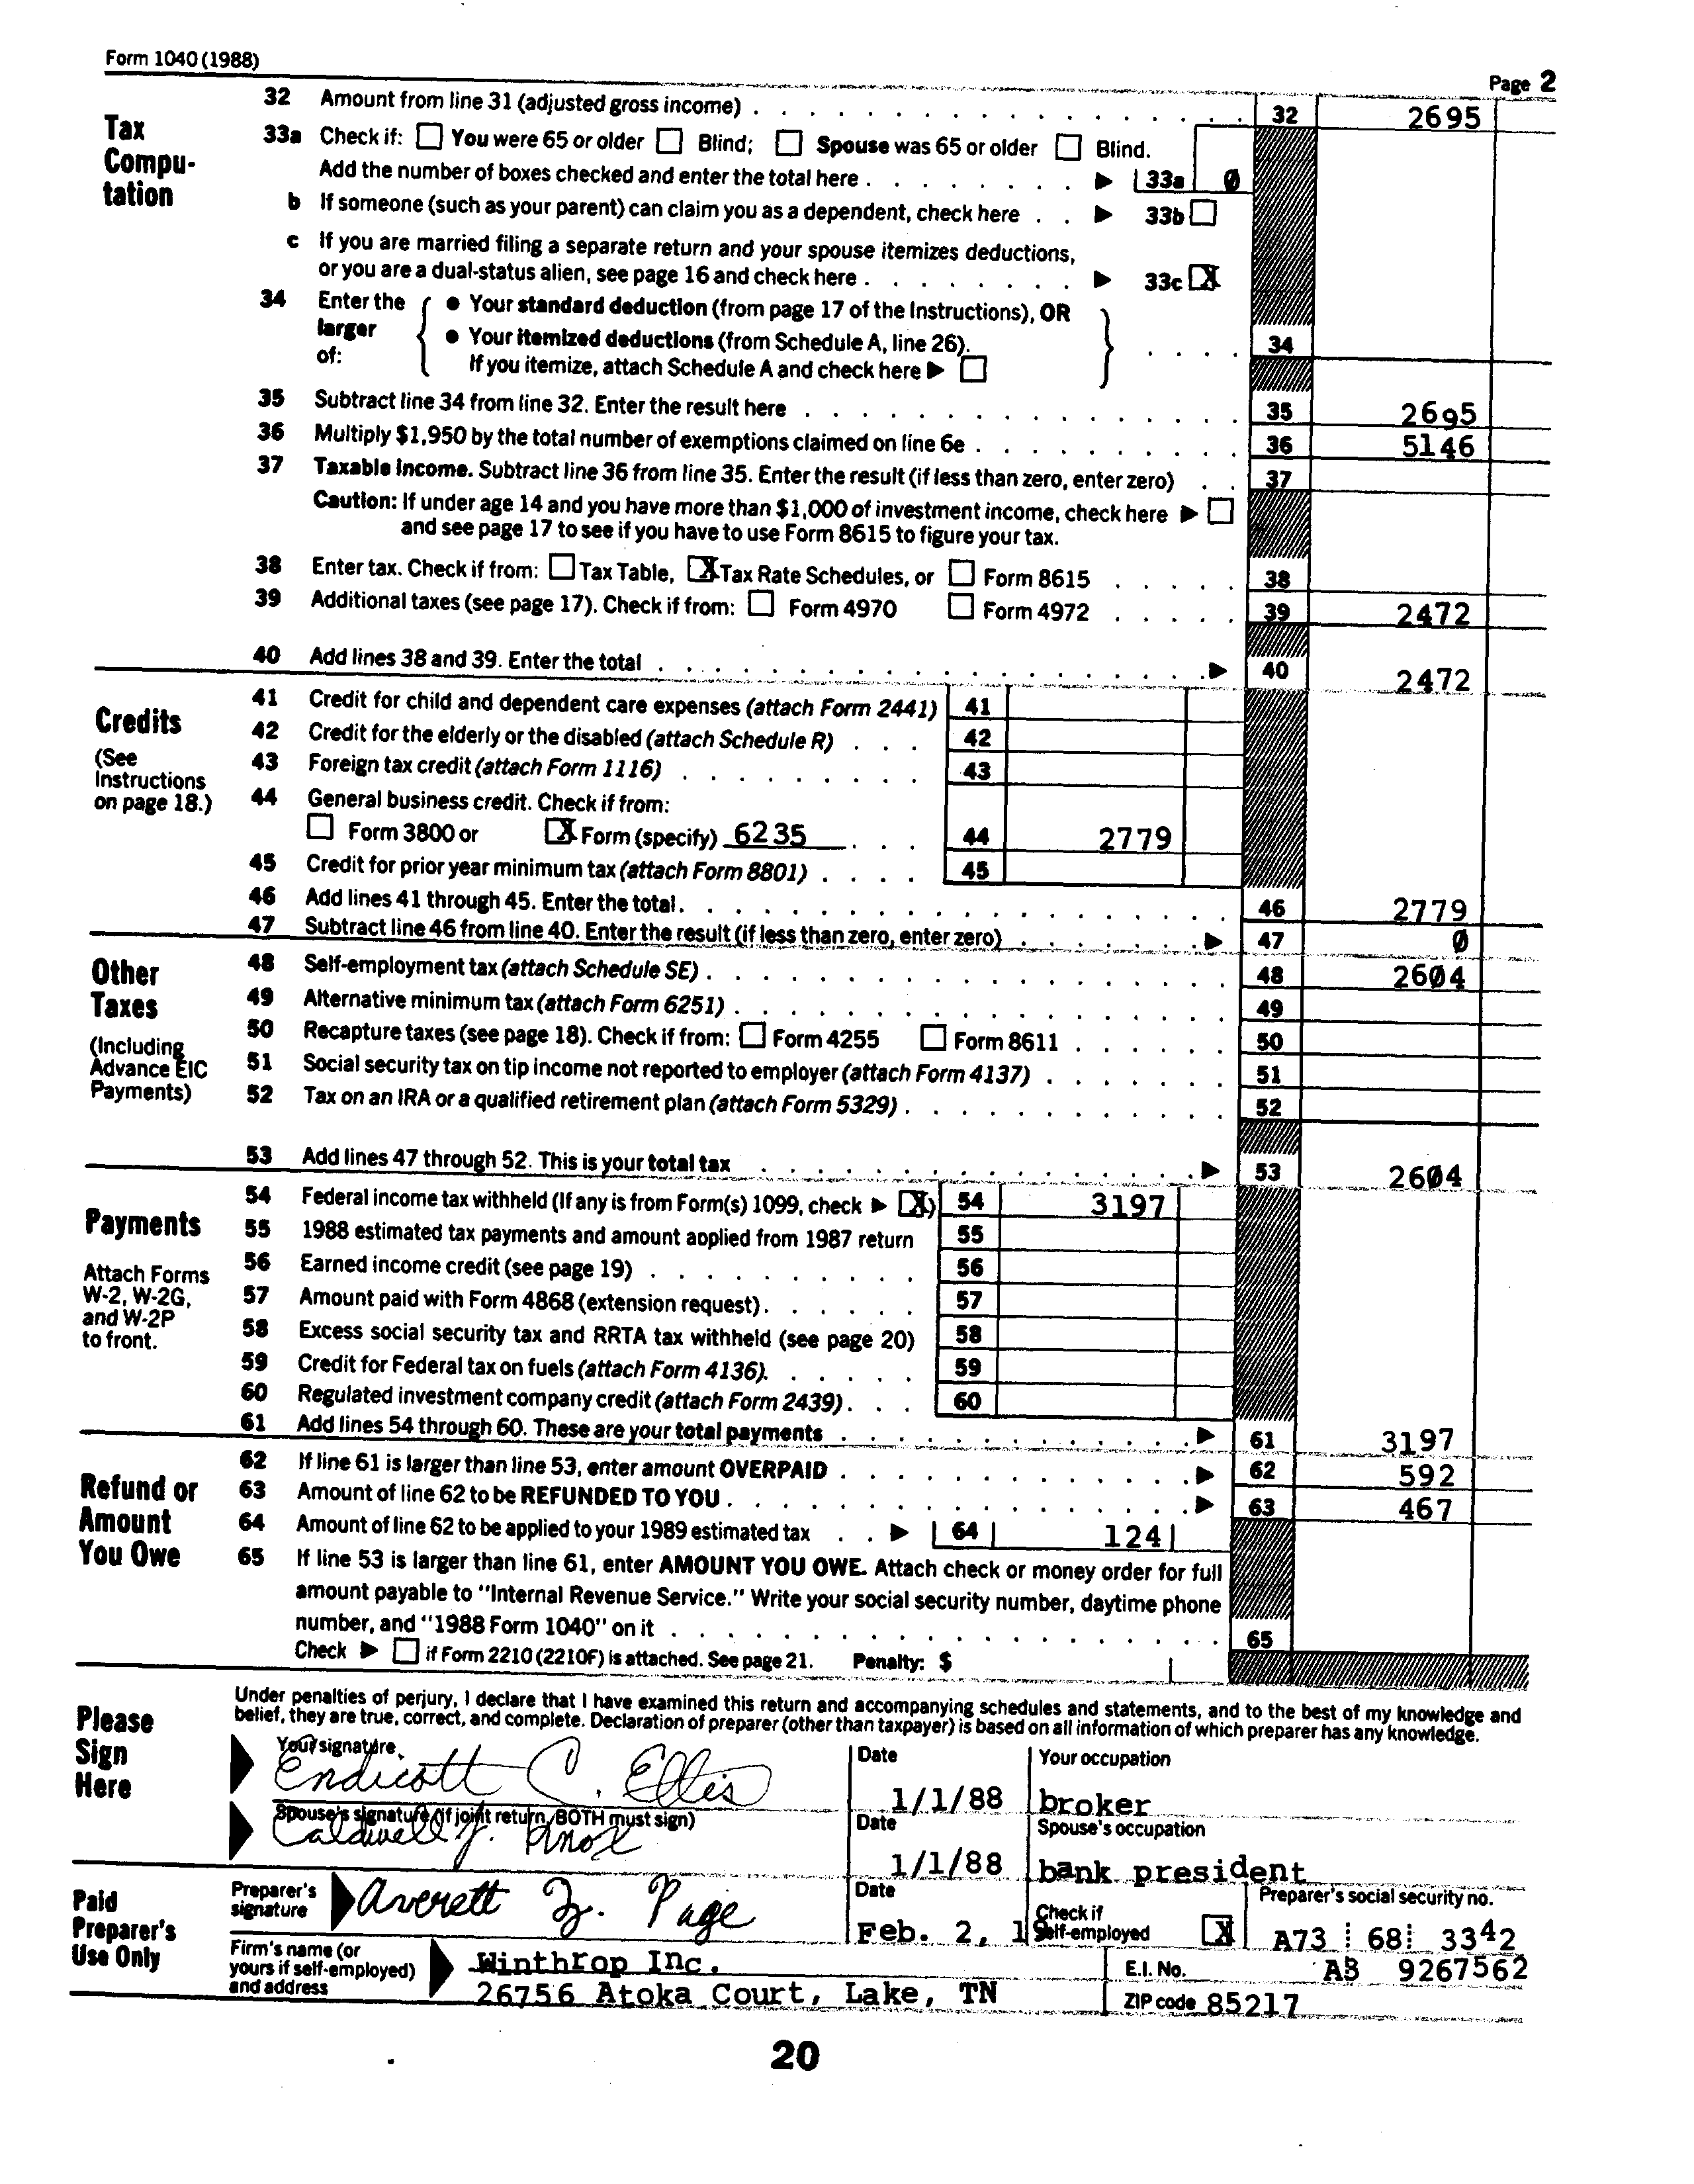 Form 1040 (1988)
Page 2
Tax Compu-tation
32 Amount from line 31 (adjusted gross income) 32 2695
33a Check if: You were 65 or older Blind; Spouse was 65 or older Blind.
Add the number of boxes checked and enter the total here 33a 0
b If someone (such as your parent) can claim you as a dependent, check here 33b
c If you are married filing a separate return and your spouse itemizes deductions,
or you are a dual-status alien, see page 16 and check here 33c X
34 Enter the larger of: • Your standard deduction (from page 17 of the Instructions), OR
• Your itemized deductions (from Schedule A, line 26).
If you itemize, attach Schedule A and check here 34
35 Subtract line 34 from line 32. Enter the result here 35 2695
36 Multiply $1,950 by the total number of exemptions claimed on line 6e 36 5146
37 Taxable income. Subtract line 36 from line 35. Enter the result (if less than zero, enter zero) 37
Caution: If under age 14 and you have more than $1,000 of investment income, check here
and see page 17 to see if you have to use Form 8615 to figure your tax.
38 Enter tax. Check if from: Tax Table, X Tax Rate Schedules, or Form 8615 38
39 Additional taxes (see page 17). Check if from: Form 4970 Form 4972 39 2472
40 Add lines 38 and 39. Enter the total 40 2472
Credits
(See Instructions on page 18.)
41 Credit for child and dependent care expenses (attach Form 2441) 41
42 Credit for the elderly or the disabled (attach Schedule R) 42
43 Foreign tax credit (attach Form 1116) 43
44 General business credit. Check if from:
Form 3800 or X Form (specify) 6235 44 2779
45 Credit for prior year minimum tax (attach Form 8801) 45
46 Add lines 41 through 45. Enter the total 46 2779
47 Subtract line 46 from line 40. Enter the result (if less than zero, enter zero) 47 0
Other Taxes
(Including Advance EIC Payments)
48 Self-employment tax (attach Schedule SE) 48 2604
49 Alternative minimum tax (attach Form 6251) 49
50 Recapture taxes (see page 18). Check if from: Form 4255 Form 8611 50
51 Social security tax on tip income not reported to employer (attach Form 4137) 51
52 Tax on an IRA or a qualified retirement plan (attach Form 5329) 52
53 Add lines 47 through 52. This is your total tax 53 2604
Payments
Attach Forms W-2, W-2G, and W-2P to front.
54 Federal income tax withheld (If any is from Form(s) 1099, check X) 54 3197
55 1988 estimated tax payments and amount applied from 1987 return 55
56 Earned income credit (see page 19) 56
57 Amount paid with Form 4868 (extension request) 57
58 Excess social security tax and RRTA tax withheld (see page 20) 58
59 Credit for Federal tax on fuels (attach Form 4136) 59
60 Regulated investment company credit (attach Form 2439) 60
61 Add lines 54 through 60. These are your total payments 61 3197
Refund or Amount You Owe
62 If line 61 is larger than line 53, enter amount OVERPAID 62 592
63 Amount of line 62 to be REFUNDED TO YOU 63 467
64 Amount of line 62 to be applied to your 1989 estimated tax 64 124
65 If line 53 is larger than line 61, enter AMOUNT YOU OWE. Attach check or money order for full
amount payable to "Internal Revenue Service." Write your social security number, daytime phone
number, and "1988 Form 1040" on it 65
Check if Form 2210 (2210F) is attached. See page 21. Penalty: $
Please Sign Here
Under penalties of perjury, I declare that I have examined this return and accompanying schedules and statements, and to the best of my knowledge and
belief, they are true, correct, and complete. Declaration of preparer (other than taxpayer) is based on all information of which preparer has any knowledge.
Your signature Date Your occupation
Endicott C. Ellis 1/1/88 broker
Spouse's signature (if joint return, BOTH must sign) Date Spouse's occupation
Caldwell J. Knox 1/1/88 bank president
Paid Preparer's Use Only
Preparer's signature Averett Z. Page Date Feb. 2, 19 Check if self-employed X Preparer's social security no. A73 68 3342
Firm's name (or yours if self-employed) and address Winthrop Inc. E.I. No. AB 9267562
26756 Atoka Court, Lake, TN ZIP code 85217
20